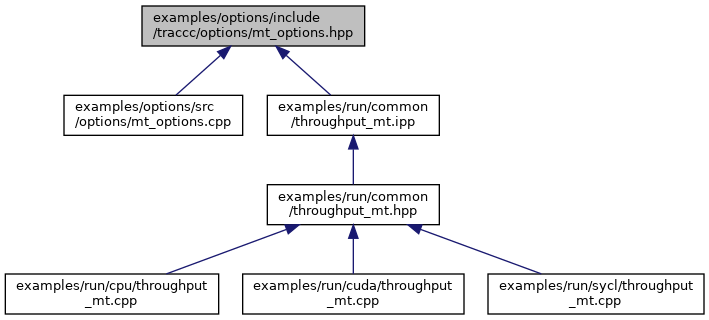 examples/options/include
/traccc/options/mt_options.hpp
examples/options/src
/options/mt_options.cpp
examples/run/common
/throughput_mt.ipp
examples/run/common
/throughput_mt.hpp
examples/run/cpu/throughput
_mt.cpp
examples/run/cuda/throughput
_mt.cpp
examples/run/sycl/throughput
_mt.cpp